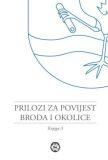 PRILOZI ZA POVIJEST
BRODA I OKOLICE
Knjiga 3